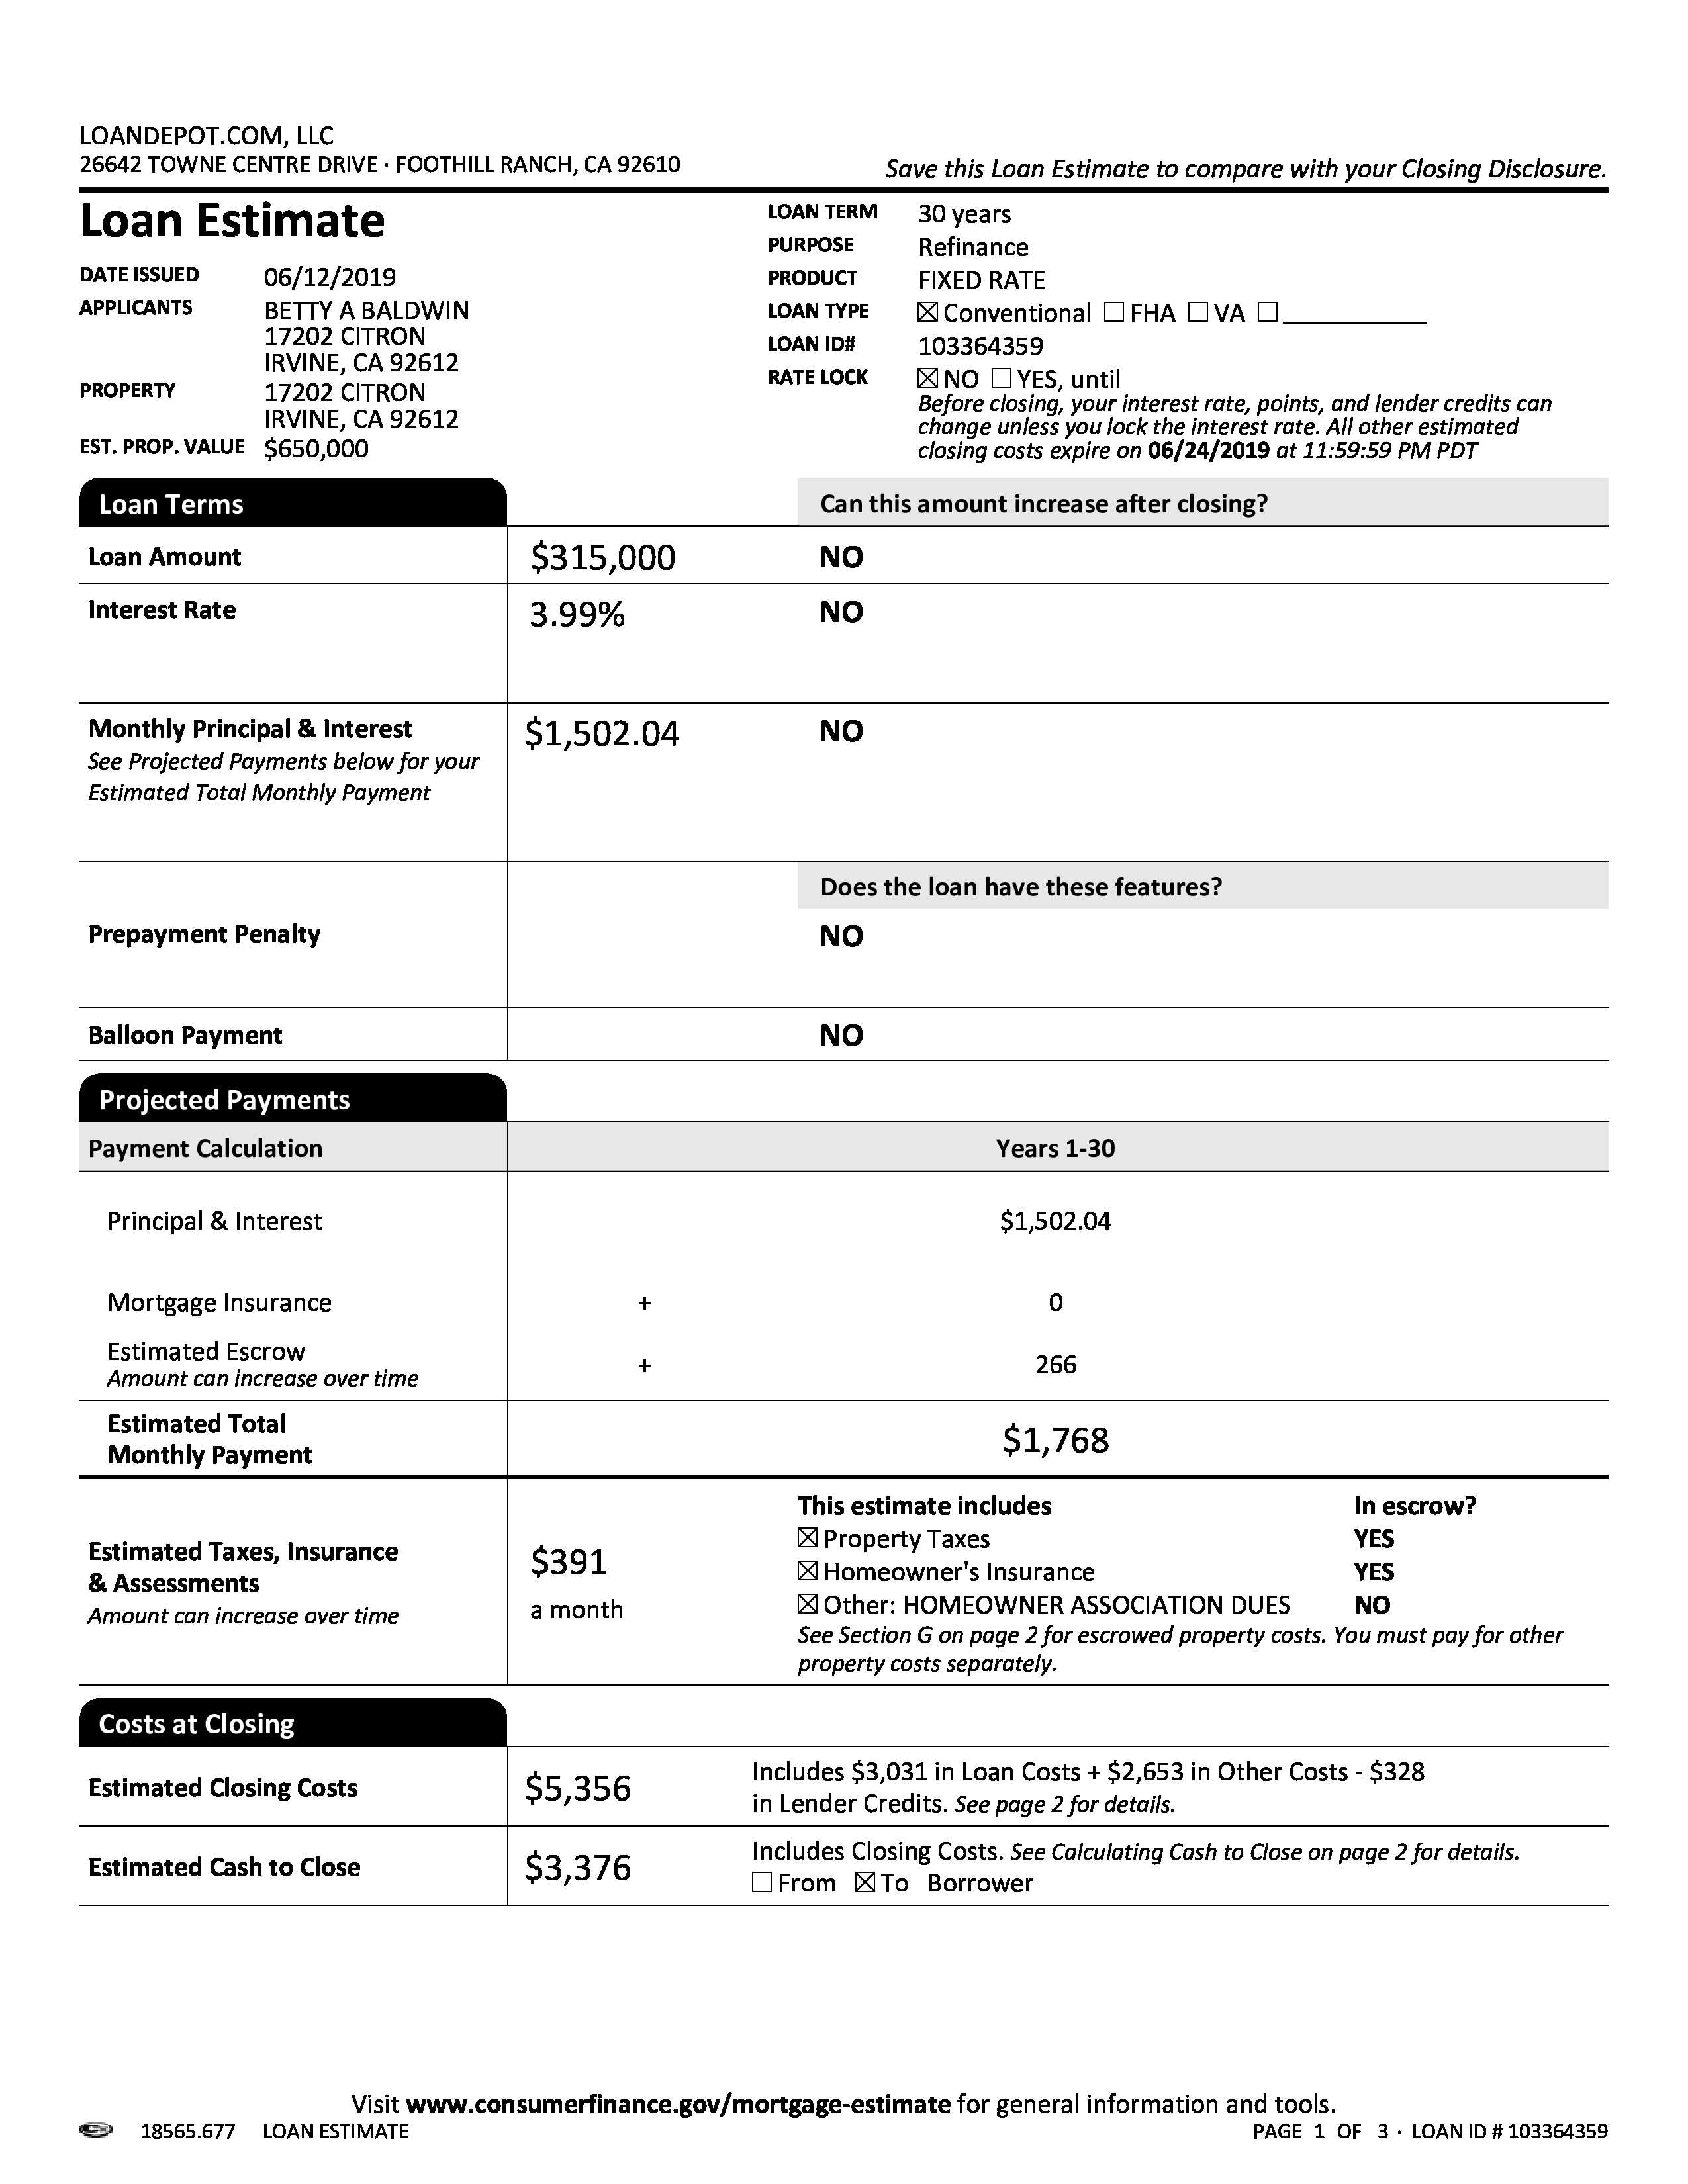 LOANDEPOT.COM, LLC
26642 TOWNE CENTRE DRIVE · FOOTHILL RANCH, CA 92610
Save this Loan Estimate to compare with your Closing Disclosure.
Loan Estimate
DATE ISSUED 06/12/2019
APPLICANTS BETTY A BALDWIN
17202 CITRON
IRVINE, CA 92612
PROPERTY 17202 CITRON
IRVINE, CA 92612
EST. PROP. VALUE $650,000
LOAN TERM 30 years
PURPOSE Refinance
PRODUCT FIXED RATE
LOAN TYPE ☒ Conventional ☐ FHA ☐ VA ☐ ___________
LOAN ID# 103364359
RATE LOCK ☒ NO ☐ YES, until
Before closing, your interest rate, points, and lender credits can
change unless you lock the interest rate. All other estimated
closing costs expire on 06/24/2019 at 11:59:59 PM PDT
Loan Terms Can this amount increase after closing?
Loan Amount $315,000 NO
Interest Rate 3.99% NO
Monthly Principal & Interest $1,502.04 NO
See Projected Payments below for your
Estimated Total Monthly Payment
Does the loan have these features?
Prepayment Penalty NO
Balloon Payment NO
Projected Payments
Payment Calculation Years 1-30
Principal & Interest $1,502.04
Mortgage Insurance + 0
Estimated Escrow
Amount can increase over time + 266
Estimated Total
Monthly Payment $1,768
Estimated Taxes, Insurance
& Assessments
Amount can increase over time
$391
a month
This estimate includes In escrow?
☒ Property Taxes YES
☒ Homeowner's Insurance YES
☒ Other: HOMEOWNER ASSOCIATION DUES NO
See Section G on page 2 for escrowed property costs. You must pay for other
property costs separately.
Costs at Closing
Estimated Closing Costs $5,356 Includes $3,031 in Loan Costs + $2,653 in Other Costs - $328
in Lender Credits. See page 2 for details.
Estimated Cash to Close $3,376 Includes Closing Costs. See Calculating Cash to Close on page 2 for details.
☐ From ☒ To Borrower
Visit www.consumerfinance.gov/mortgage-estimate for general information and tools.
18565.677 LOAN ESTIMATE PAGE 1 OF 3 · LOAN ID # 103364359